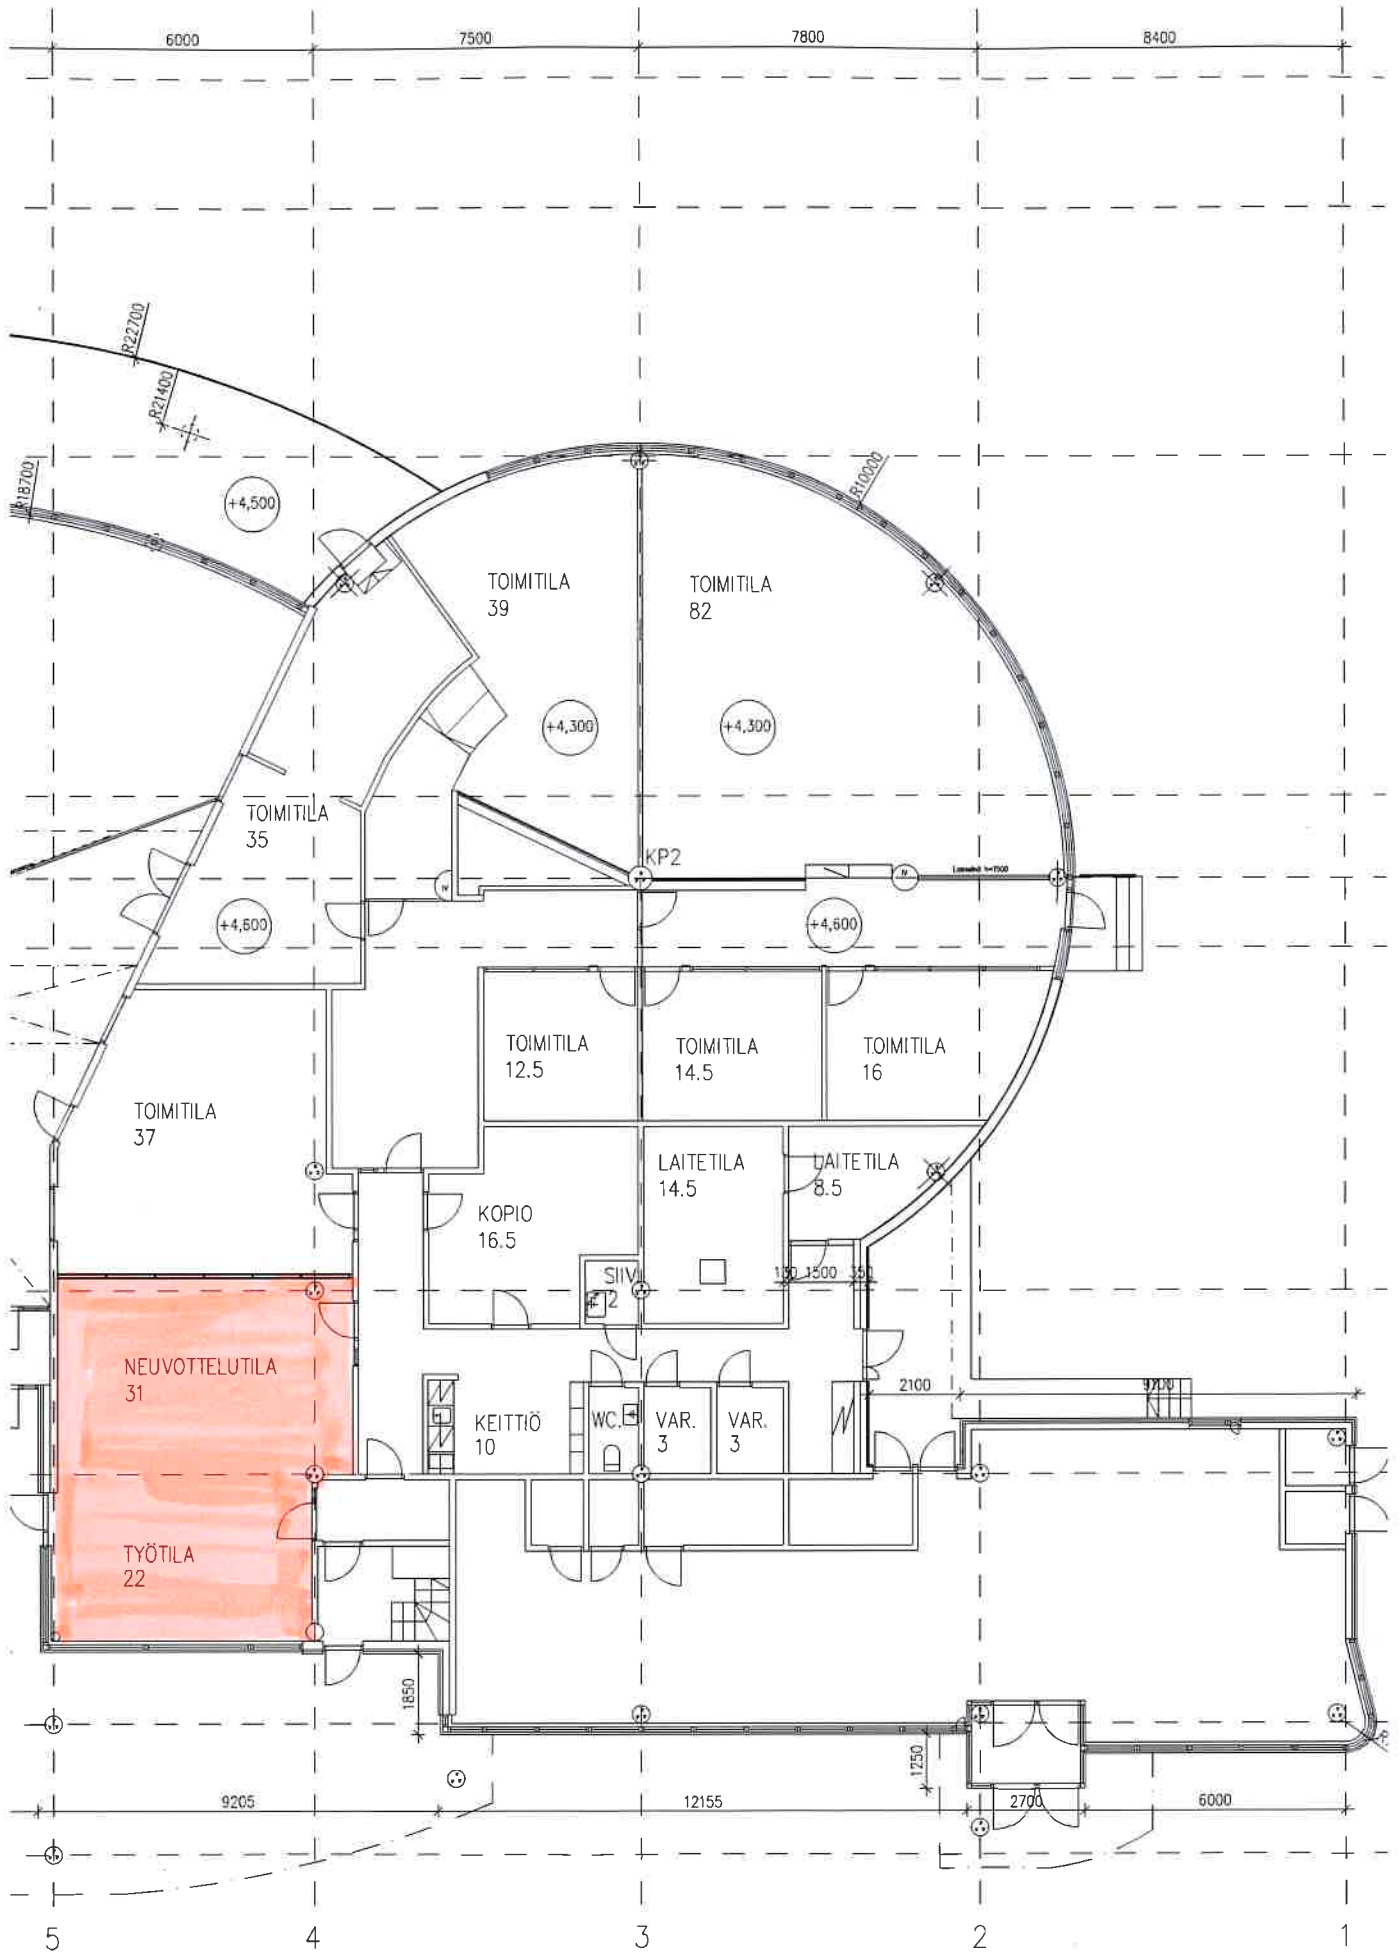 6000
7500
7800
8400
R22700
R21400
R18700
R10000
+4,500
TOIMITILA
39
TOIMITILA
82
+4,300
+4,300
TOIMITILA
35
KP2
+4,600
+4,600
TOIMITILA
12.5
TOIMITILA
14.5
TOIMITILA
16
TOIMITILA
37
LAITETILA
14.5
LAITETILA
8.5
KOPIO
16.5
SIIV.
2
1500
350
NEUVOTTELUTILA
31
2100
9700
KEITTIÖ
10
WC.
VAR.
3
VAR.
3
TYÖTILA
22
1850
1250
R.
9205
12155
2700
6000
5
4
3
2
1